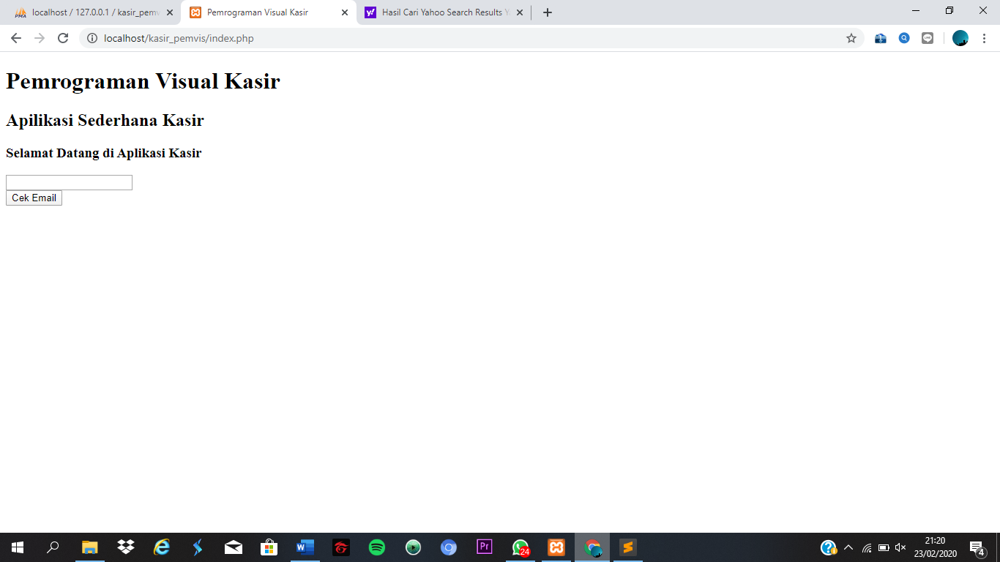 localhost / 127.0.0.1 / kasir_pemv
Pemrograman Visual Kasir
Hasil Cari Yahoo Search Results Y
localhost/kasir_pemvis/index.php
Pemrograman Visual Kasir
Apilikasi Sederhana Kasir
Selamat Datang di Aplikasi Kasir
Cek Email
24
21:20
23/02/2020
4